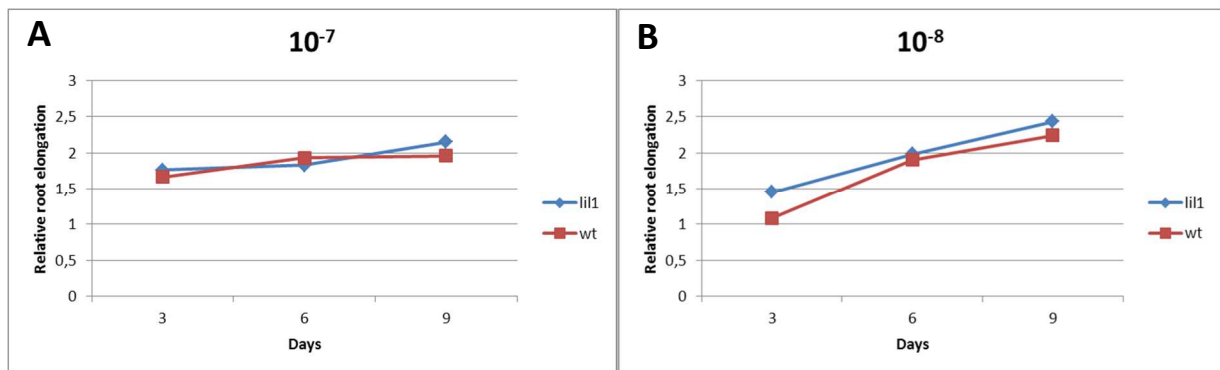 A
10⁻⁷
Relative root elongation
3
2,5
2
1,5
1
0,5
0
3 6 9
Days
lil1
wt
B
10⁻⁸
Relative root elongation
3
2,5
2
1,5
1
0,5
0
3 6 9
Days
lil1
wt